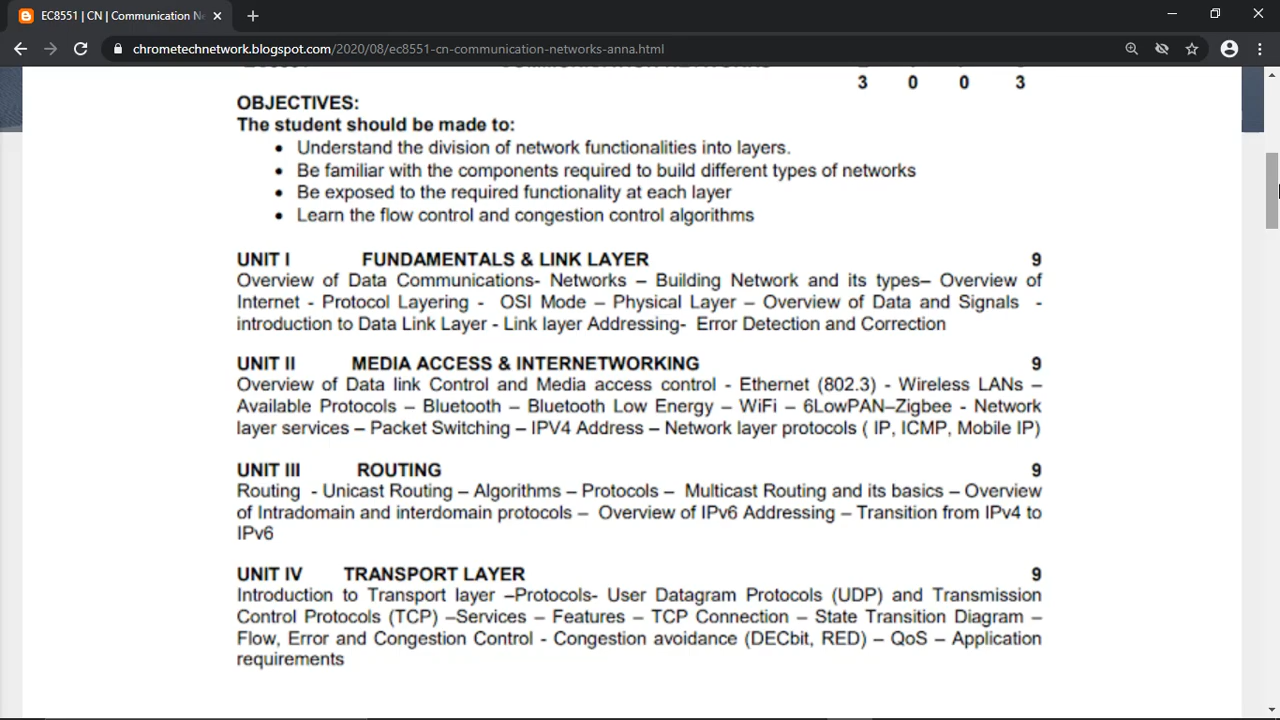 EC8551 | CN | Communication Ne
chrometechnetwork.blogspot.com/2020/08/ec8551-cn-communication-networks-anna.html
3 0 0 3
OBJECTIVES:
The student should be made to:
• Understand the division of network functionalities into layers.
• Be familiar with the components required to build different types of networks
• Be exposed to the required functionality at each layer
• Learn the flow control and congestion control algorithms
UNIT I FUNDAMENTALS & LINK LAYER 9
Overview of Data Communications- Networks – Building Network and its types– Overview of
Internet - Protocol Layering - OSI Mode – Physical Layer – Overview of Data and Signals -
introduction to Data Link Layer - Link layer Addressing- Error Detection and Correction
UNIT II MEDIA ACCESS & INTERNETWORKING 9
Overview of Data link Control and Media access control - Ethernet (802.3) - Wireless LANs –
Available Protocols – Bluetooth – Bluetooth Low Energy – WiFi – 6LowPAN–Zigbee - Network
layer services – Packet Switching – IPV4 Address – Network layer protocols ( IP, ICMP, Mobile IP)
UNIT III ROUTING 9
Routing - Unicast Routing – Algorithms – Protocols – Multicast Routing and its basics – Overview
of Intradomain and interdomain protocols – Overview of IPv6 Addressing – Transition from IPv4 to
IPv6
UNIT IV TRANSPORT LAYER 9
Introduction to Transport layer –Protocols- User Datagram Protocols (UDP) and Transmission
Control Protocols (TCP) –Services – Features – TCP Connection – State Transition Diagram –
Flow, Error and Congestion Control - Congestion avoidance (DECbit, RED) – QoS – Application
requirements